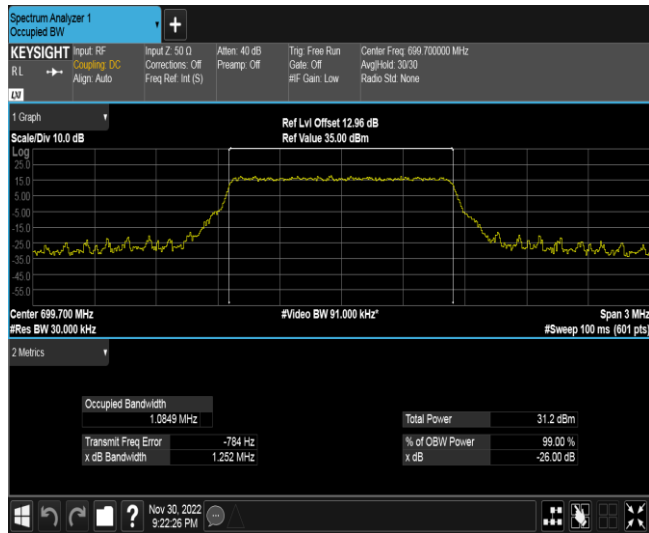 Spectrum Analyzer 1
Occupied BW
+
KEYSIGHT Input: RF Input Z: 50 Ω Atten: 40 dB Trig: Free Run Center Freq: 699.700000 MHz
RL Coupling: DC Corrections: Off Preamp: Off Gate: Off Avg|Hold: 30/30
Align: Auto Freq Ref: Int (S) #IF Gain: Low Radio Std: None
LXI
1 Graph
Ref Lvl Offset 12.96 dB
Scale/Div 10.0 dB Ref Value 35.00 dBm
Log
25.0
15.0
5.00
-5.00
-15.0
-25.0
-35.0
-45.0
-55.0
Center 699.700 MHz #Video BW 91.000 kHz* Span 3 MHz
#Res BW 30.000 kHz #Sweep 100 ms (601 pts)
2 Metrics
Occupied Bandwidth
1.0849 MHz Total Power 31.2 dBm
Transmit Freq Error -784 Hz % of OBW Power 99.00 %
x dB Bandwidth 1.252 MHz x dB -26.00 dB
? Nov 30, 2022
9:22:26 PM